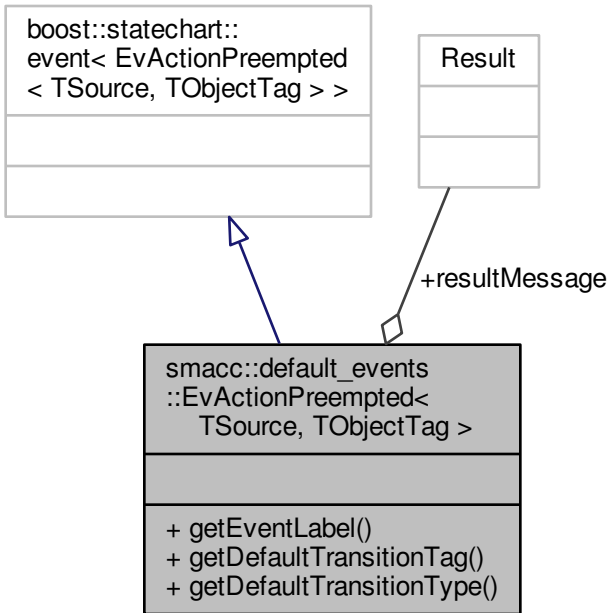 boost::statechart::
event< EvActionPreempted
< TSource, TObjectTag > >
Result
+resultMessage
smacc::default_events
::EvActionPreempted<
TSource, TObjectTag >
+ getEventLabel()
+ getDefaultTransitionTag()
+ getDefaultTransitionType()